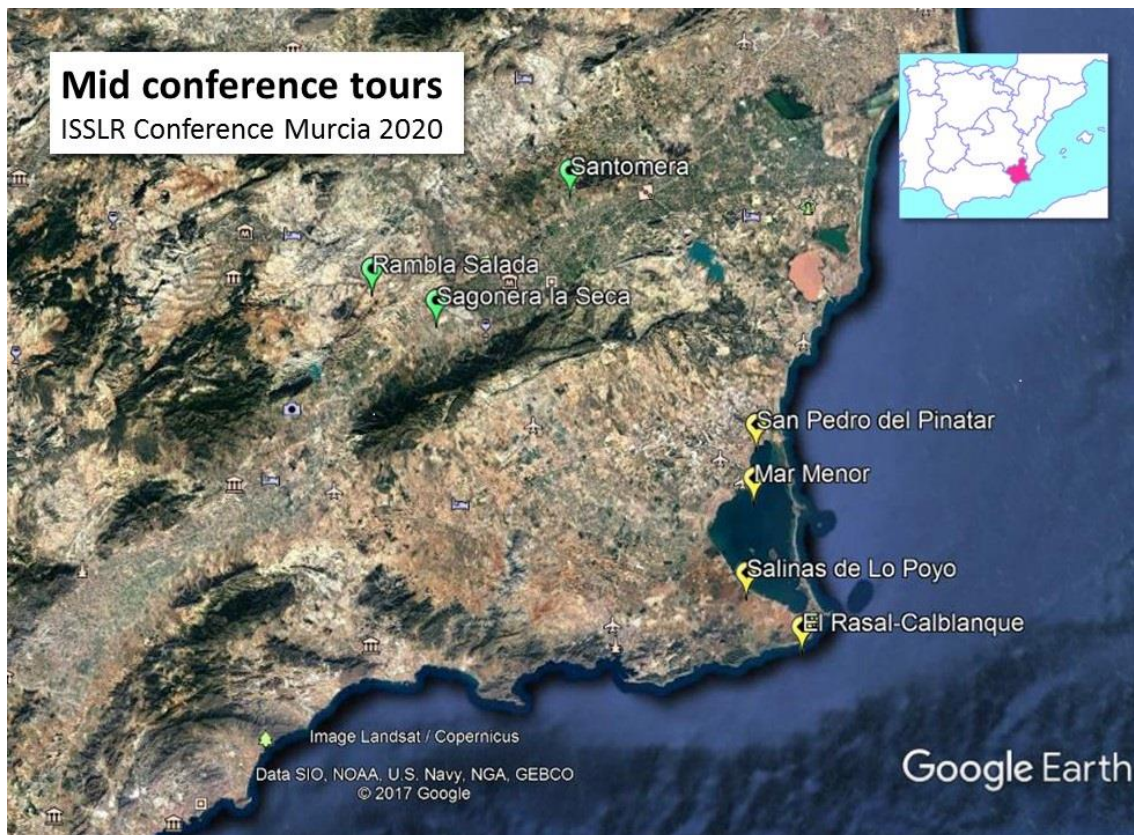 Mid conference tours
ISSLR Conference Murcia 2020
Santomera
Rambla Salada
Sagonera la Seca
San Pedro del Pinatar
Mar Menor
Salinas de Lo Poyo
El Rasal-Calblanque
Image Landsat / Copernicus
Data SIO, NOAA, U.S. Navy, NGA, GEBCO
© 2017 Google
Google Earth